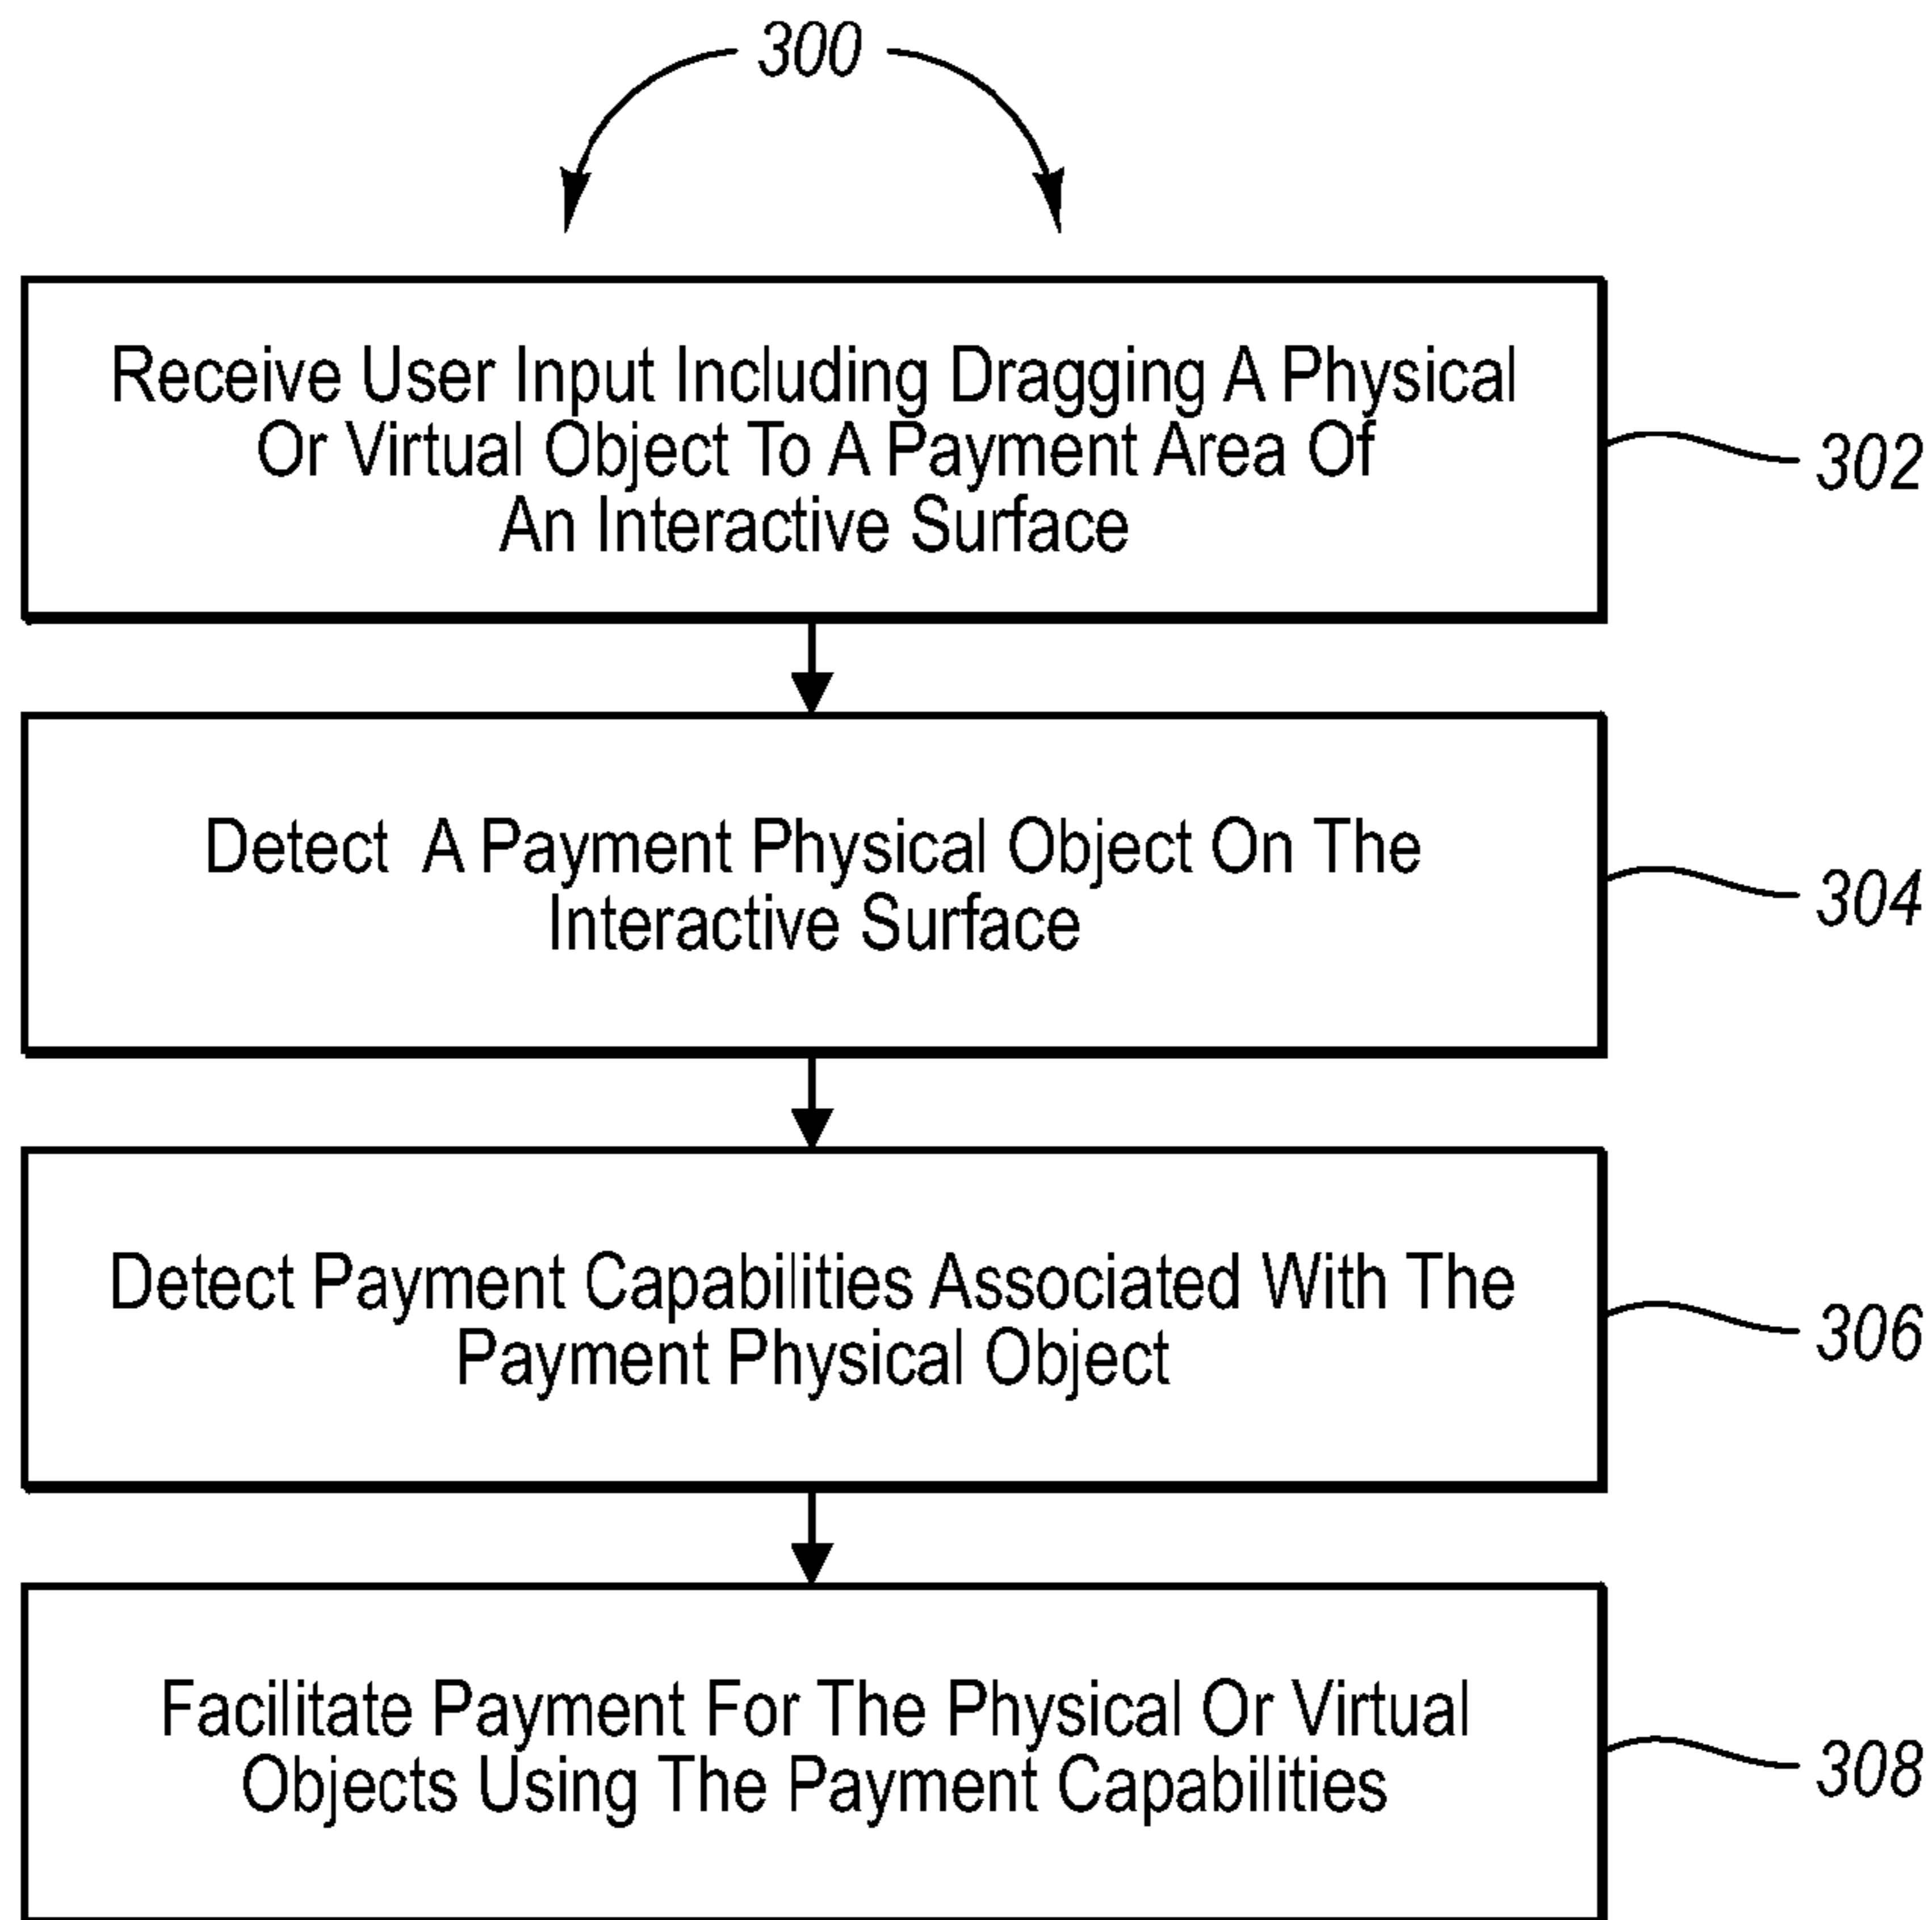 300
Receive User Input Including Dragging A Physical
Or Virtual Object To A Payment Area Of
An Interactive Surface
302
Detect A Payment Physical Object On The
Interactive Surface
304
Detect Payment Capabilities Associated With The
Payment Physical Object
306
Facilitate Payment For The Physical Or Virtual
Objects Using The Payment Capabilities
308